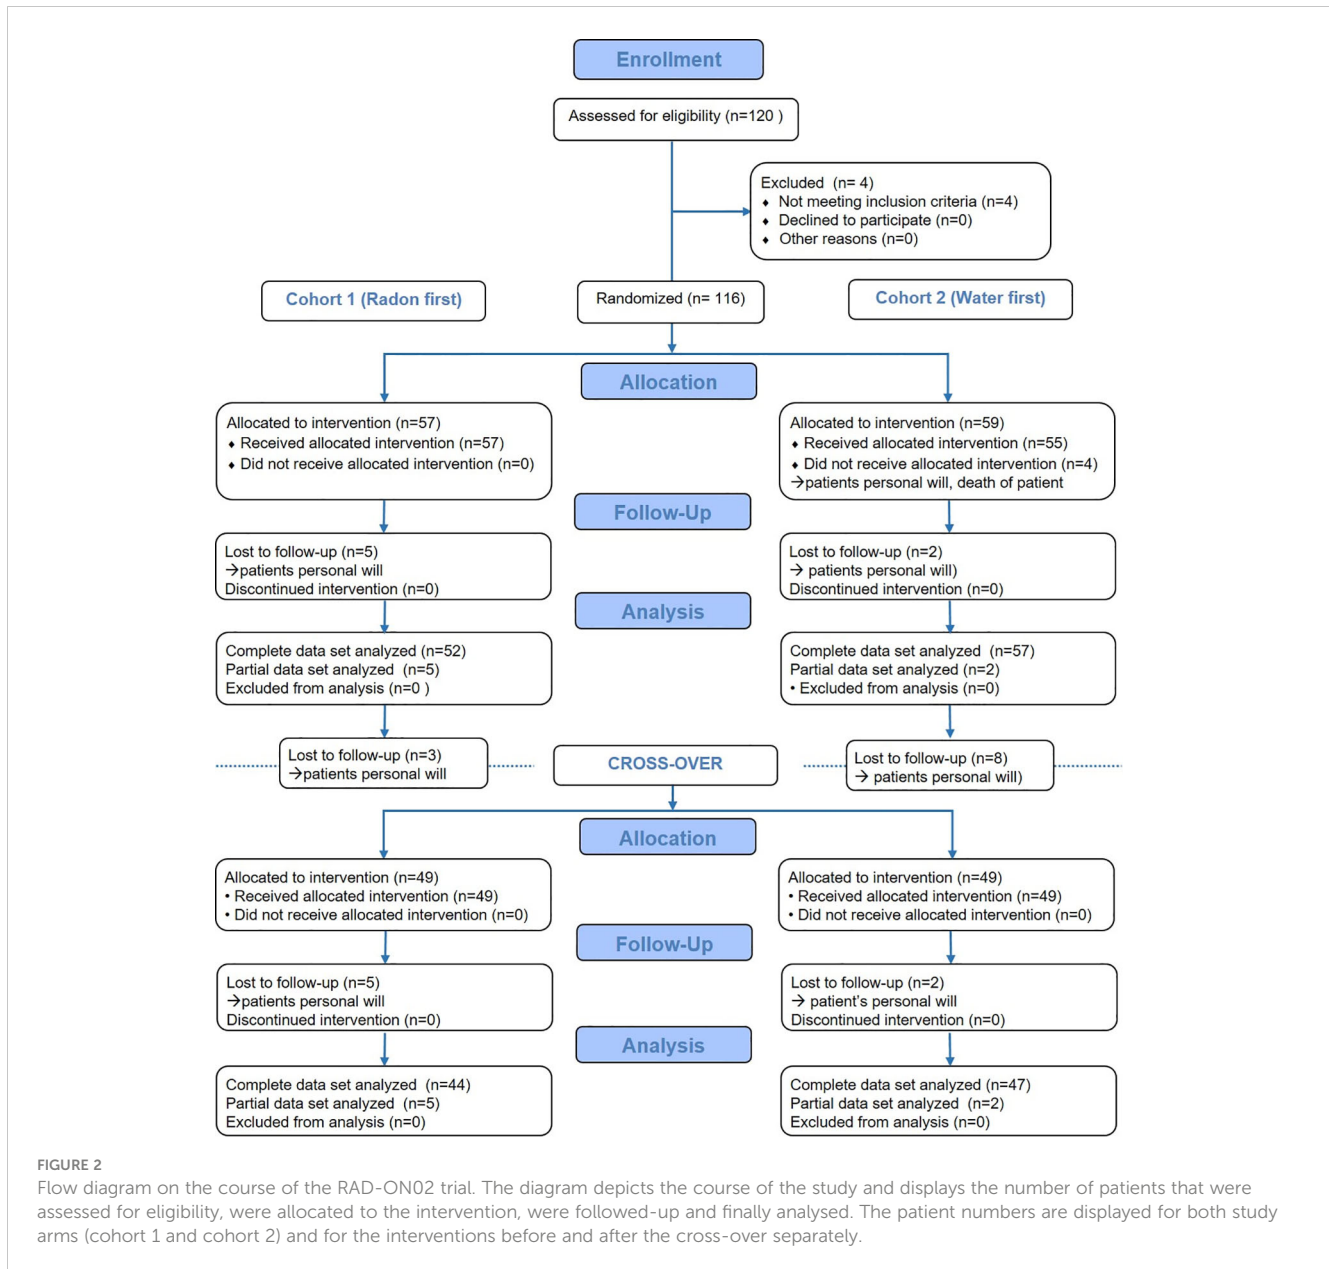 Enrollment
Assessed for eligibility (n=120 )
Excluded  (n= 4)
♦ Not meeting inclusion criteria (n=4)
♦ Declined to participate (n=0)
♦ Other reasons (n=0)
Cohort 1 (Radon first)
Randomized (n= 116)
Cohort 2 (Water first)
Allocation
Allocated to intervention (n=57)
♦ Received allocated intervention (n=57)
♦ Did not receive allocated intervention (n=0)
Allocated to intervention (n=59)
♦ Received allocated intervention (n=55)
♦ Did not receive allocated intervention (n=4)
→patients personal will, death of patient
Follow-Up
Lost to follow-up (n=5)
→patients personal will
Discontinued intervention (n=0)
Lost to follow-up (n=2)
→ patients personal will)
Discontinued intervention (n=0)
Analysis
Complete data set analyzed (n=52)
Partial data set analyzed  (n=5)
Excluded from analysis (n=0 )
Complete data set analyzed  (n=57)
Partial data set analyzed  (n=2)
• Excluded from analysis (n=0)
Lost to follow-up (n=3)
→patients personal will
CROSS-OVER
Lost to follow-up (n=8)
→ patients personal will)
Allocation
Allocated to intervention (n=49)
• Received allocated intervention (n=49)
• Did not receive allocated intervention (n=0)
Allocated to intervention (n=49)
• Received allocated intervention (n=49)
• Did not receive allocated intervention (n=0)
Follow-Up
Lost to follow-up (n=5)
→patients personal will
Discontinued intervention (n=0)
Lost to follow-up (n=2)
→ patient's personal will
Discontinued intervention (n=0)
Analysis
Complete data set analyzed  (n=44)
Partial data set analyzed  (n=5)
Excluded from analysis (n=0)
Complete data set analyzed  (n=47)
Partial data set analyzed  (n=2)
Excluded from analysis (n=0)
FIGURE 2
Flow diagram on the course of the RAD-ON02 trial. The diagram depicts the course of the study and displays the number of patients that were
assessed for eligibility, were allocated to the intervention, were followed-up and finally analysed. The patient numbers are displayed for both study
arms (cohort 1 and cohort 2) and for the interventions before and after the cross-over separately.